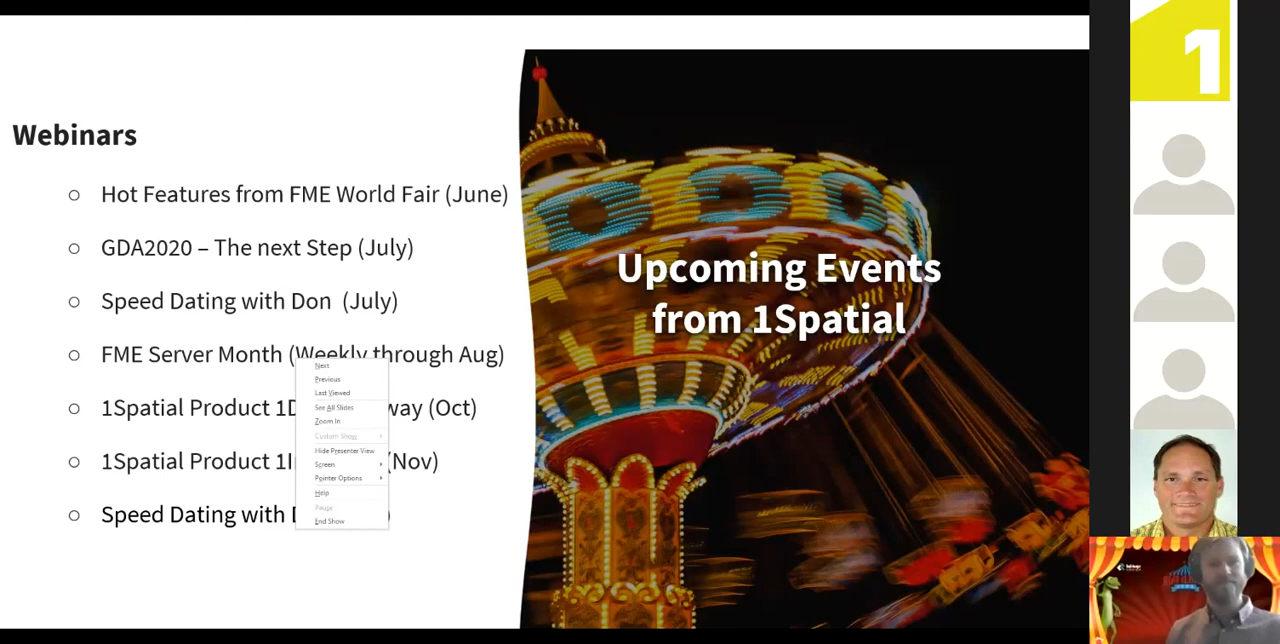 1
Webinars
Hot Features from FME World Fair (June)
GDA2020 – The next Step (July)
Speed Dating with Don (July)
FME Server Month (Weekly through Aug)
1Spatial Product 1D way (Oct)
1Spatial Product 1I (Nov)
Speed Dating with D )
Next
Previous
Last Viewed
See All Slides
Zoom In
Custom Show
Hide Presenter View
Screen
Pointer Options
Help
Pause
End Show
Upcoming Events
from 1Spatial